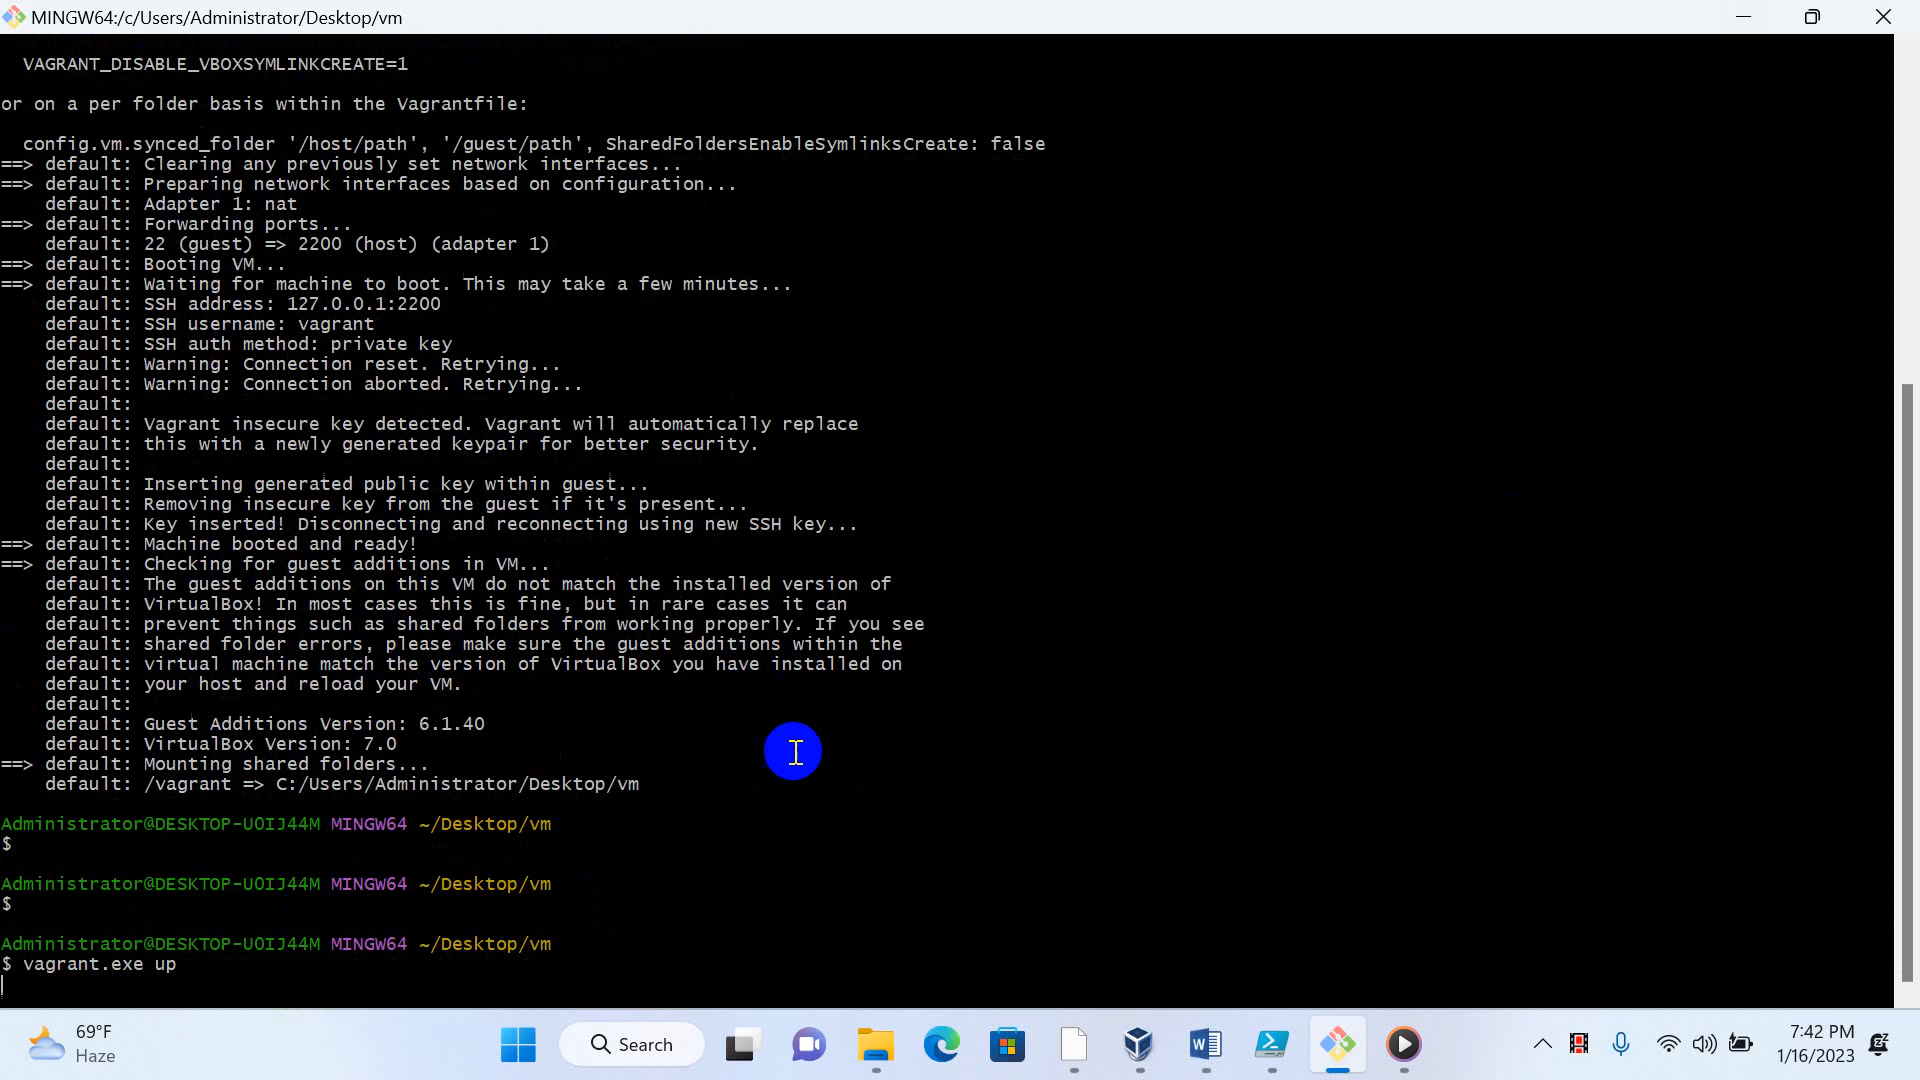 MINGW64:/c/Users/Administrator/Desktop/vm
VAGRANT_DISABLE_VBOXSYMLINKCREATE=1
or on a per folder basis within the Vagrantfile:
config.vm.synced_folder '/host/path', '/guest/path', SharedFoldersEnableSymlinksCreate: false
==> default: Clearing any previously set network interfaces...
==> default: Preparing network interfaces based on configuration...
default: Adapter 1: nat
==> default: Forwarding ports...
default: 22 (guest) => 2200 (host) (adapter 1)
==> default: Booting VM...
==> default: Waiting for machine to boot. This may take a few minutes...
default: SSH address: 127.0.0.1:2200
default: SSH username: vagrant
default: SSH auth method: private key
default: Warning: Connection reset. Retrying...
default: Warning: Connection aborted. Retrying...
default:
default: Vagrant insecure key detected. Vagrant will automatically replace
default: this with a newly generated keypair for better security.
default:
default: Inserting generated public key within guest...
default: Removing insecure key from the guest if it's present...
default: Key inserted! Disconnecting and reconnecting using new SSH key...
==> default: Machine booted and ready!
==> default: Checking for guest additions in VM...
default: The guest additions on this VM do not match the installed version of
default: VirtualBox! In most cases this is fine, but in rare cases it can
default: prevent things such as shared folders from working properly. If you see
default: shared folder errors, please make sure the guest additions within the
default: virtual machine match the version of VirtualBox you have installed on
default: your host and reload your VM.
default:
default: Guest Additions Version: 6.1.40
default: VirtualBox Version: 7.0
==> default: Mounting shared folders...
default: /vagrant => C:/Users/Administrator/Desktop/vm
Administrator@DESKTOP-UOIJ44M MINGW64 ~/Desktop/vm
$
Administrator@DESKTOP-UOIJ44M MINGW64 ~/Desktop/vm
$
Administrator@DESKTOP-UOIJ44M MINGW64 ~/Desktop/vm
$ vagrant.exe up
69°F
Haze
Search
7:42 PM
1/16/2023